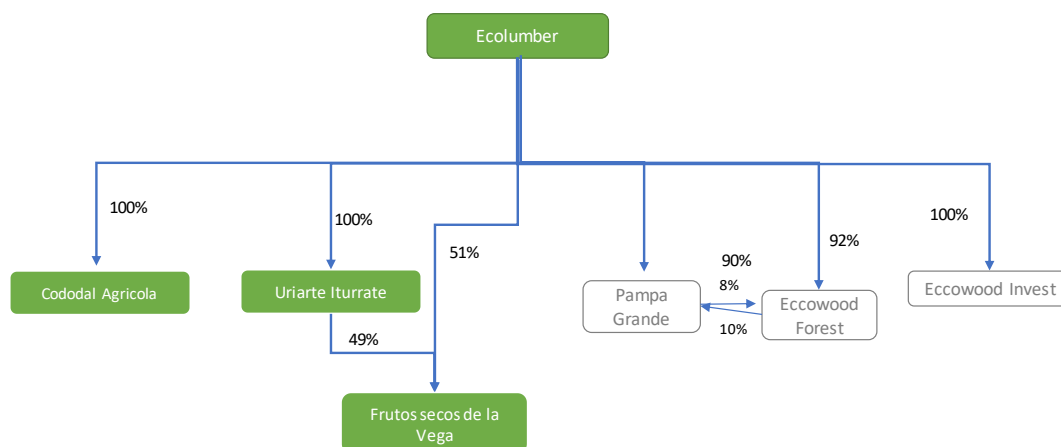 Ecolumber
100%
100%
51%
90%
92%
100%
Cododal Agricola
Uriarte Iturrate
Pampa
Grande
8%
10%
Eccowood
Forest
Eccowood Invest
49%
Frutos secos de la
Vega